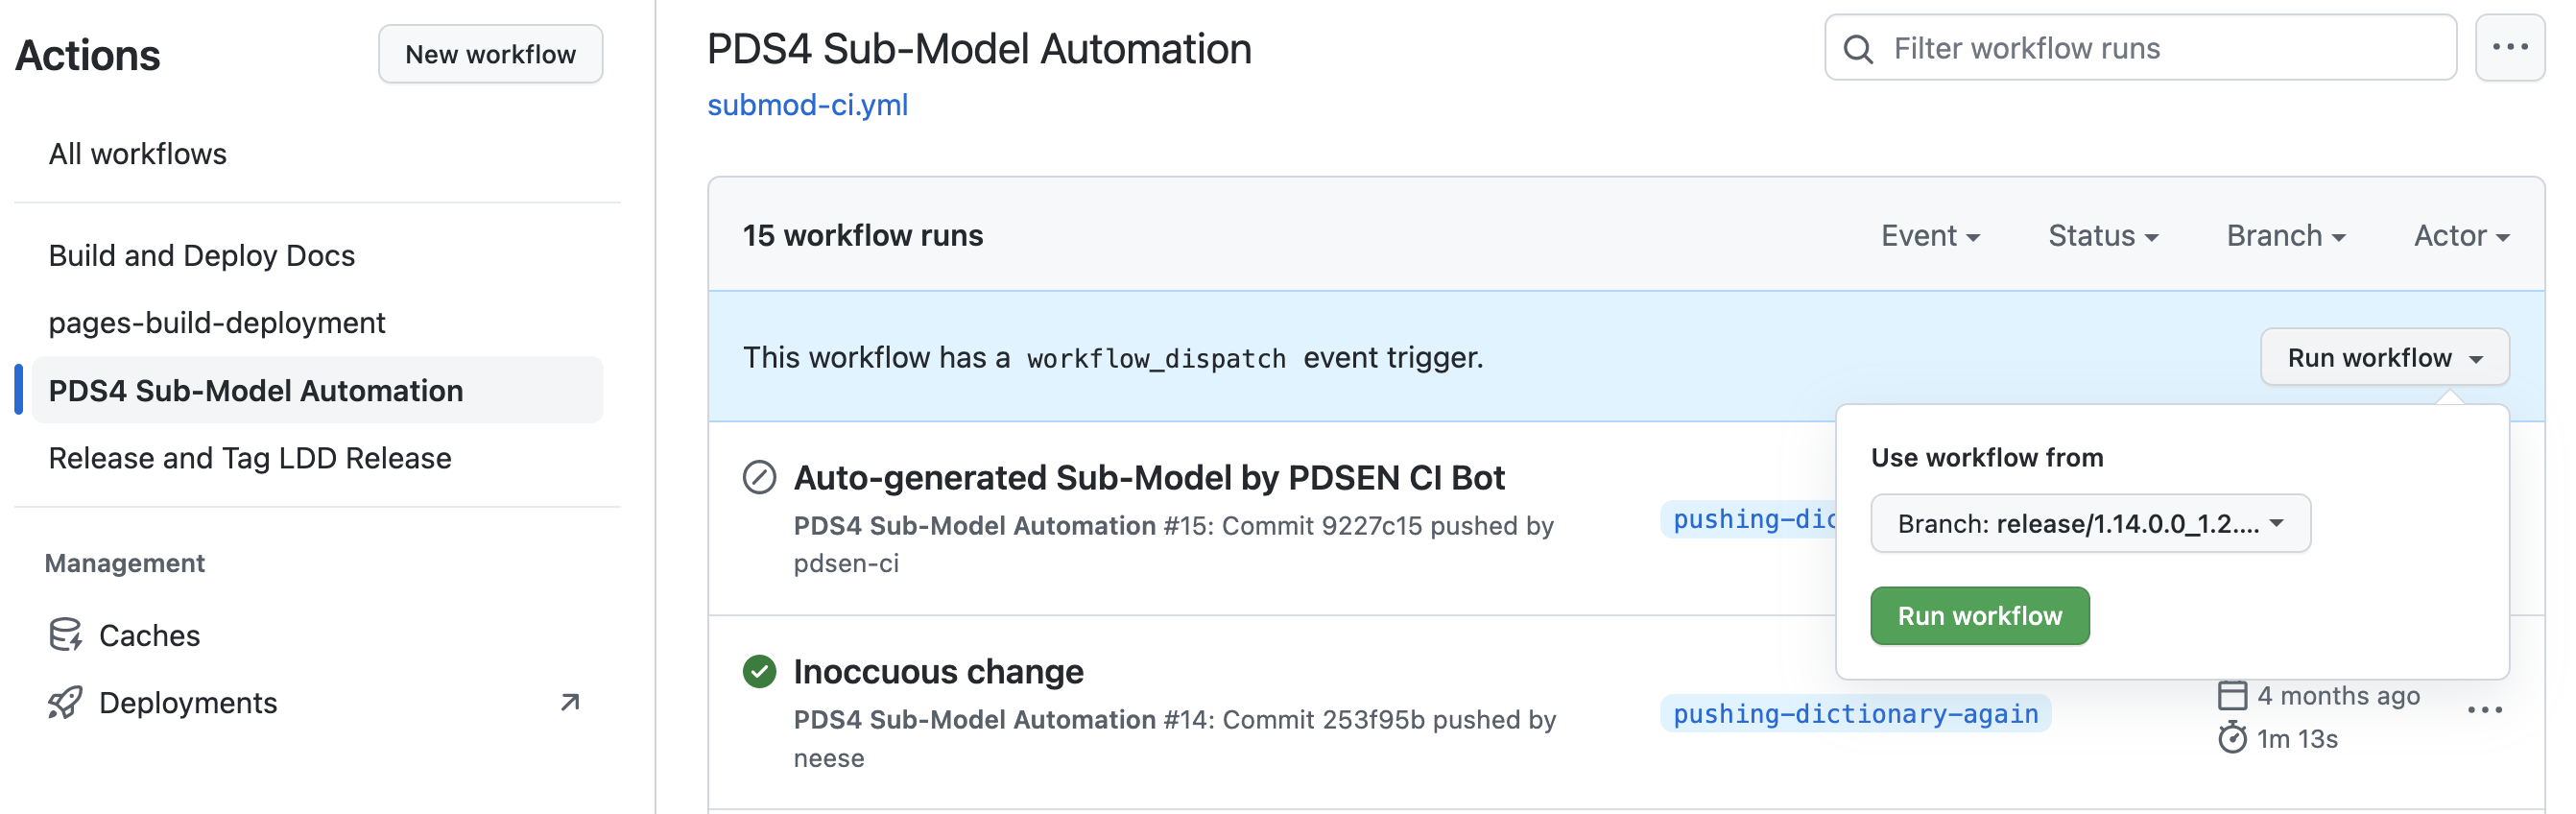 Actions
New workflow
All workflows
Build and Deploy Docs
pages-build-deployment
PDS4 Sub-Model Automation
Release and Tag LDD Release
Management
Caches
Deployments
PDS4 Sub-Model Automation
submod-ci.yml
Filter workflow runs
15 workflow runs
Event
Status
Branch
Actor
This workflow has a workflow_dispatch event trigger.
Run workflow
Use workflow from
Branch: release/1.14.0.0_1.2....
Run workflow
Auto-generated Sub-Model by PDSEN CI Bot
PDS4 Sub-Model Automation #15: Commit 9227c15 pushed by
pdsen-ci
pushing-dic
Inoccuous change
PDS4 Sub-Model Automation #14: Commit 253f95b pushed by
neese
pushing-dictionary-again
4 months ago
1m 13s